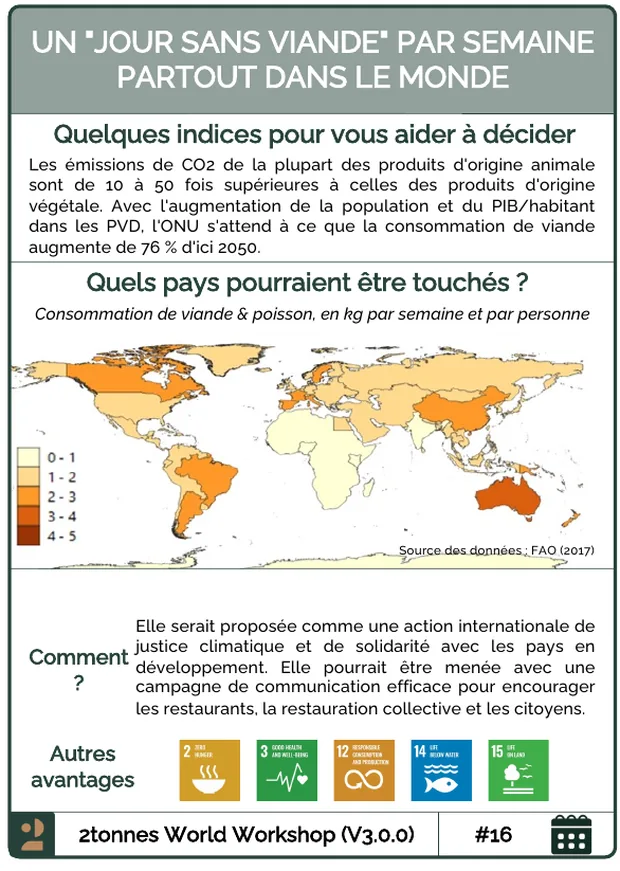 UN "JOUR SANS VIANDE" PAR SEMAINE
PARTOUT DANS LE MONDE
Quelques indices pour vous aider à décider
Les émissions de CO2 de la plupart des produits d'origine animale
sont de 10 à 50 fois supérieures à celles des produits d'origine
végétale. Avec l'augmentation de la population et du PIB/habitant
dans les PVD, l'ONU s'attend à ce que la consommation de viande
augmente de 76 % d'ici 2050.
Quels pays pourraient être touchés ?
Consommation de viande & poisson, en kg par semaine et par personne
0 - 1
1 - 2
2 - 3
3 - 4
4 - 5
Source des données : FAO (2017)
Comment
?
Elle serait proposée comme une action internationale de
justice climatique et de solidarité avec les pays en
développement. Elle pourrait être menée avec une
campagne de communication efficace pour encourager
les restaurants, la restauration collective et les citoyens.
Autres
avantages
2 ZERO
HUNGER
3 GOOD HEALTH
AND WELL-BEING
12 RESPONSIBLE
CONSUMPTION
AND PRODUCTION
14 LIFE
BELOW WATER
15 LIFE
ON LAND
2tonnes World Workshop (V3.0.0)
#16